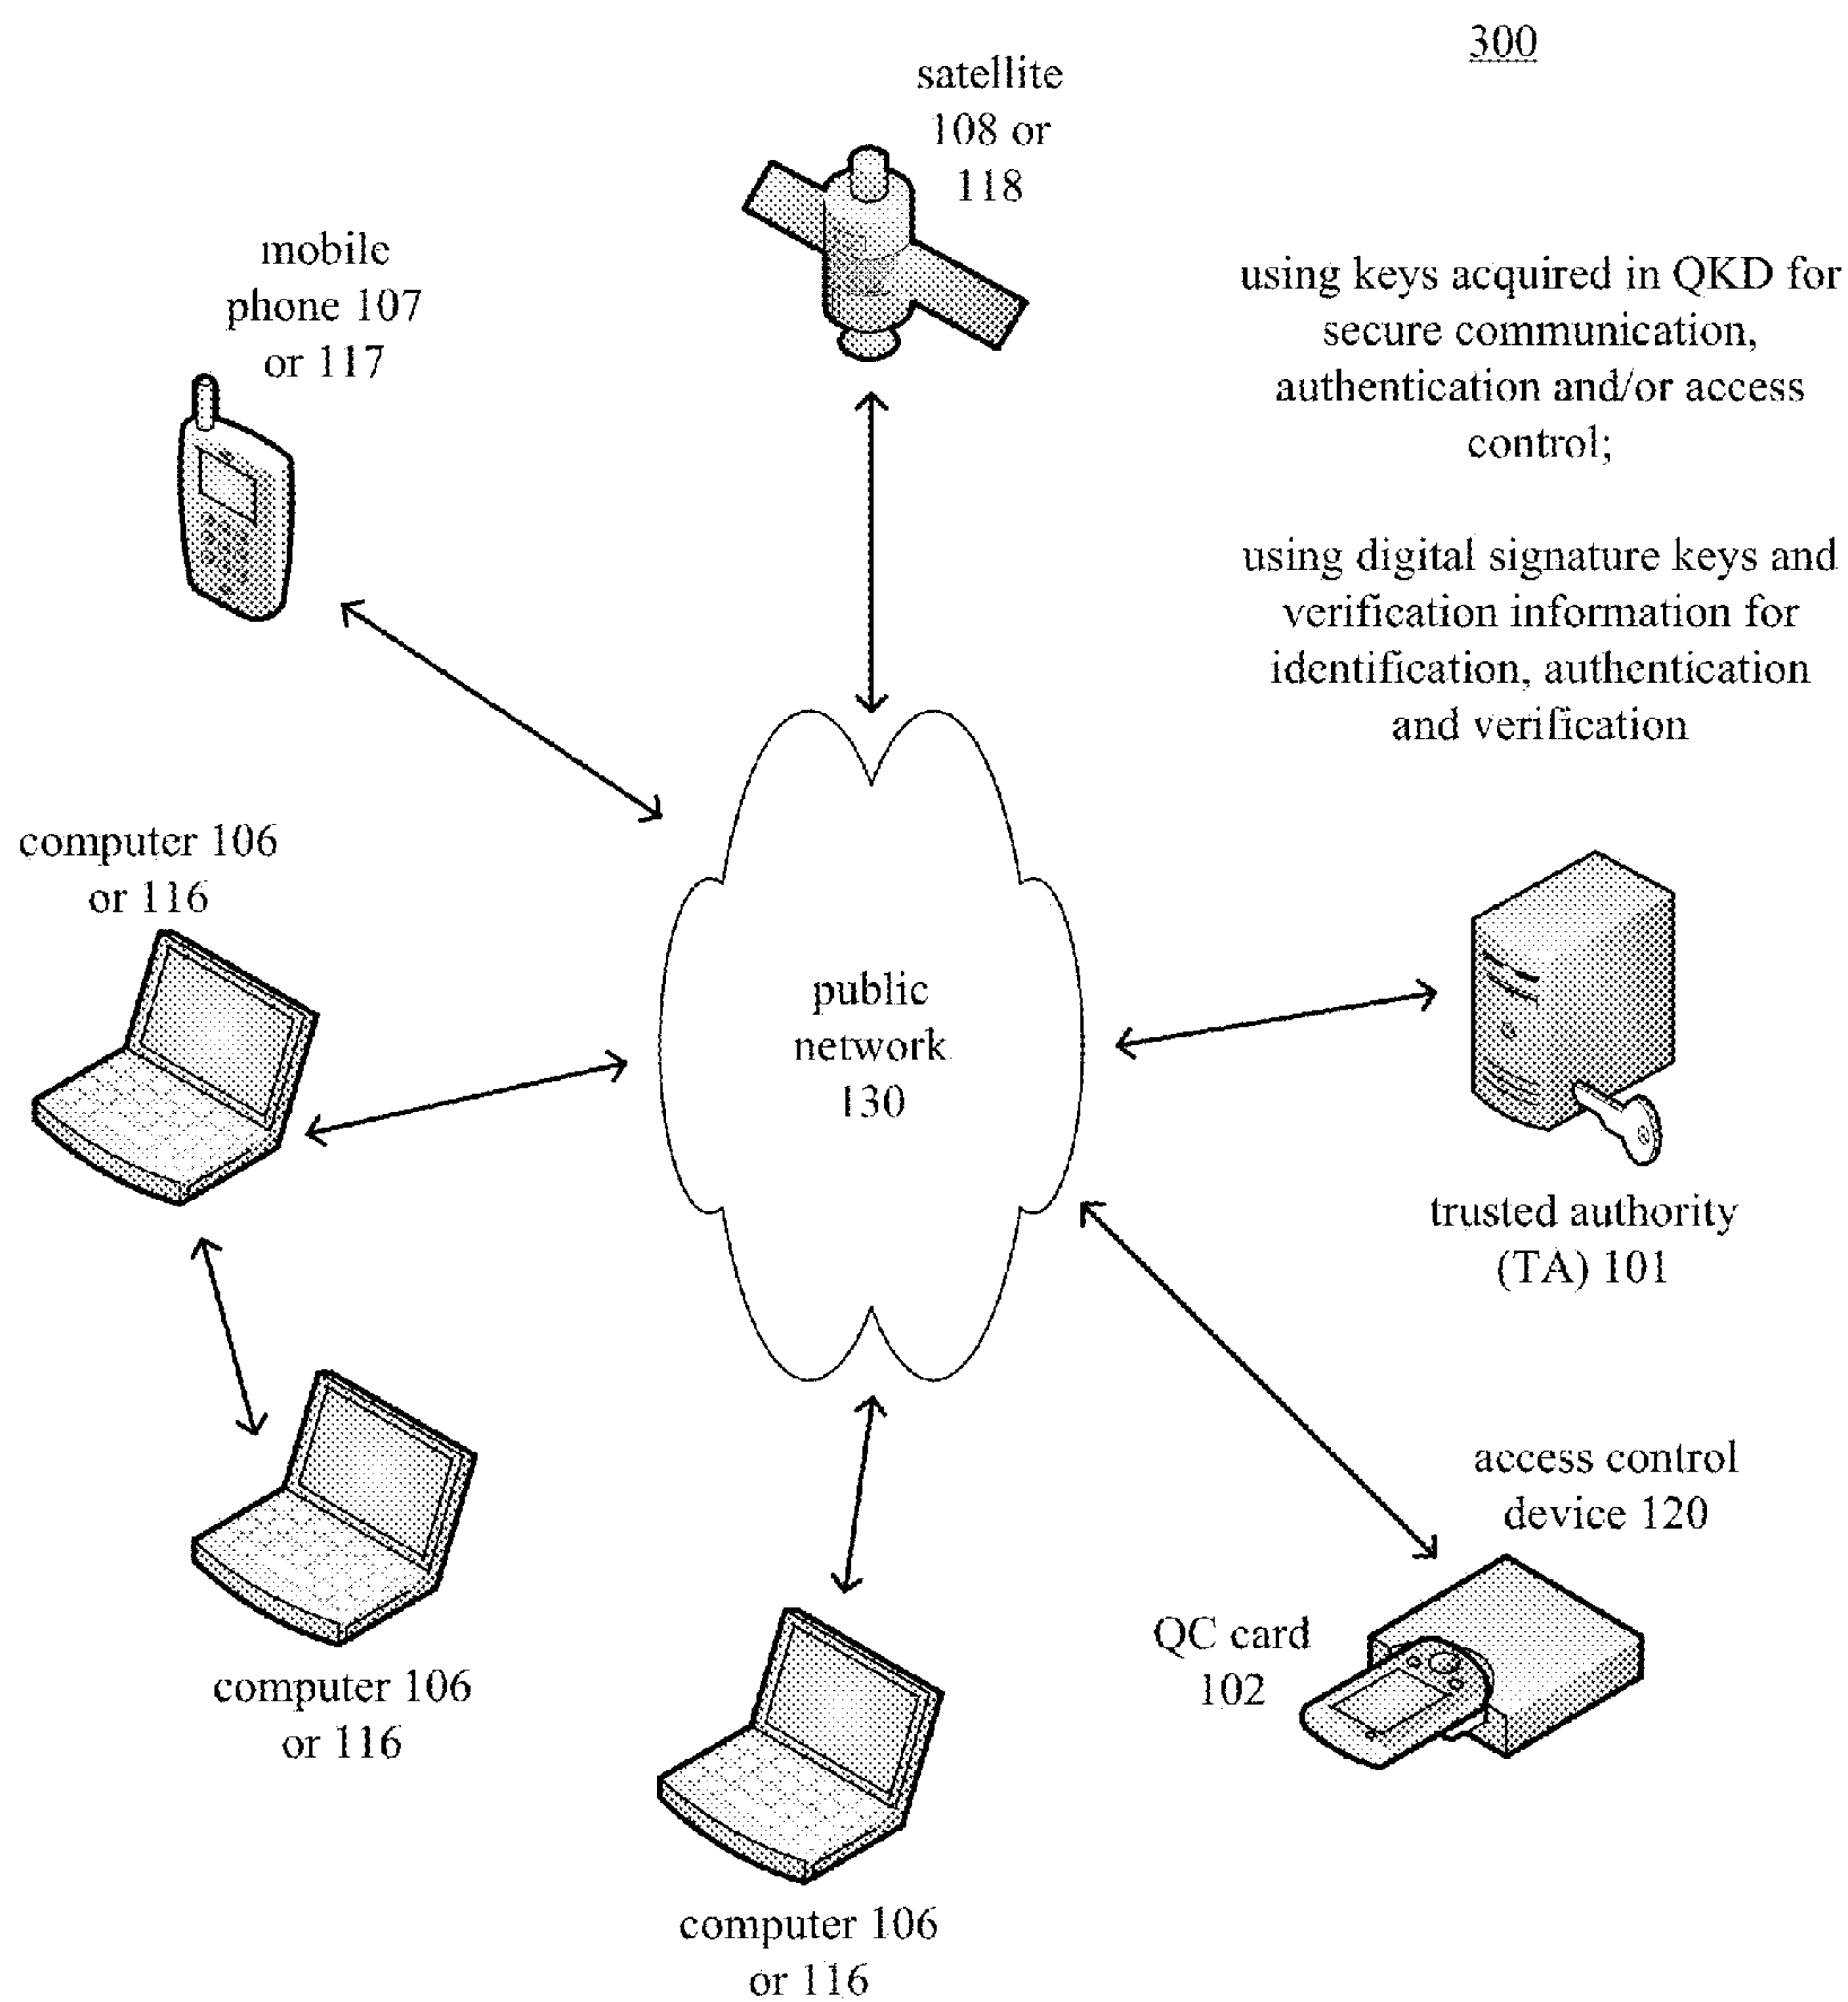 300
satellite
108 or
118
mobile
phone 107
or 117
using keys acquired in QKD for
secure communication,
authentication and/or access
control;
using digital signature keys and
verification information for
identification, authentication
and verification
computer 106
or 116
public
network
130
trusted authority
(TA) 101
access control
device 120
QC card
102
computer 106
or 116
computer 106
or 116